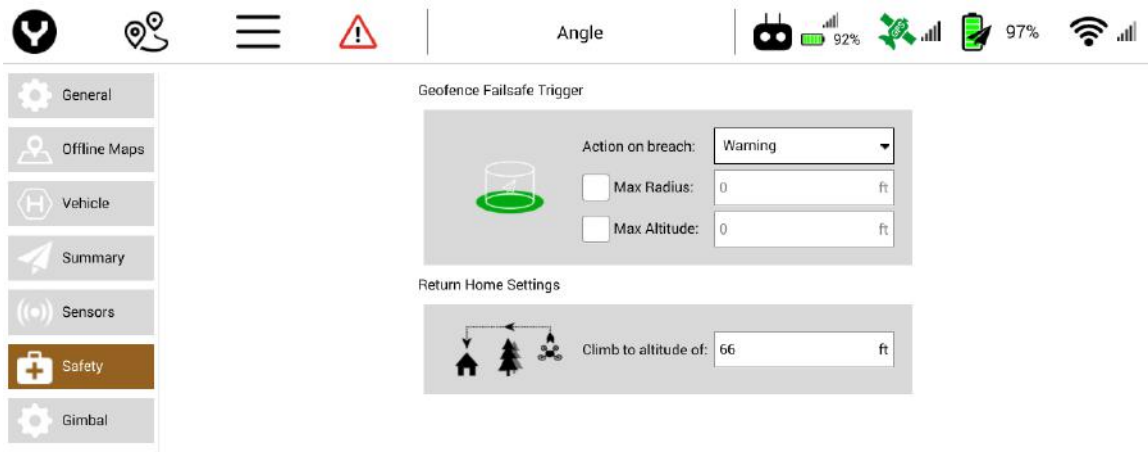 Angle
92%
GPS
97%
General
Offline Maps
Vehicle
Summary
Sensors
Safety
Gimbal
Geofence Failsafe Trigger
Action on breach: Warning
Max Radius: 0 ft
Max Altitude: 0 ft
Return Home Settings
Climb to altitude of: 66 ft